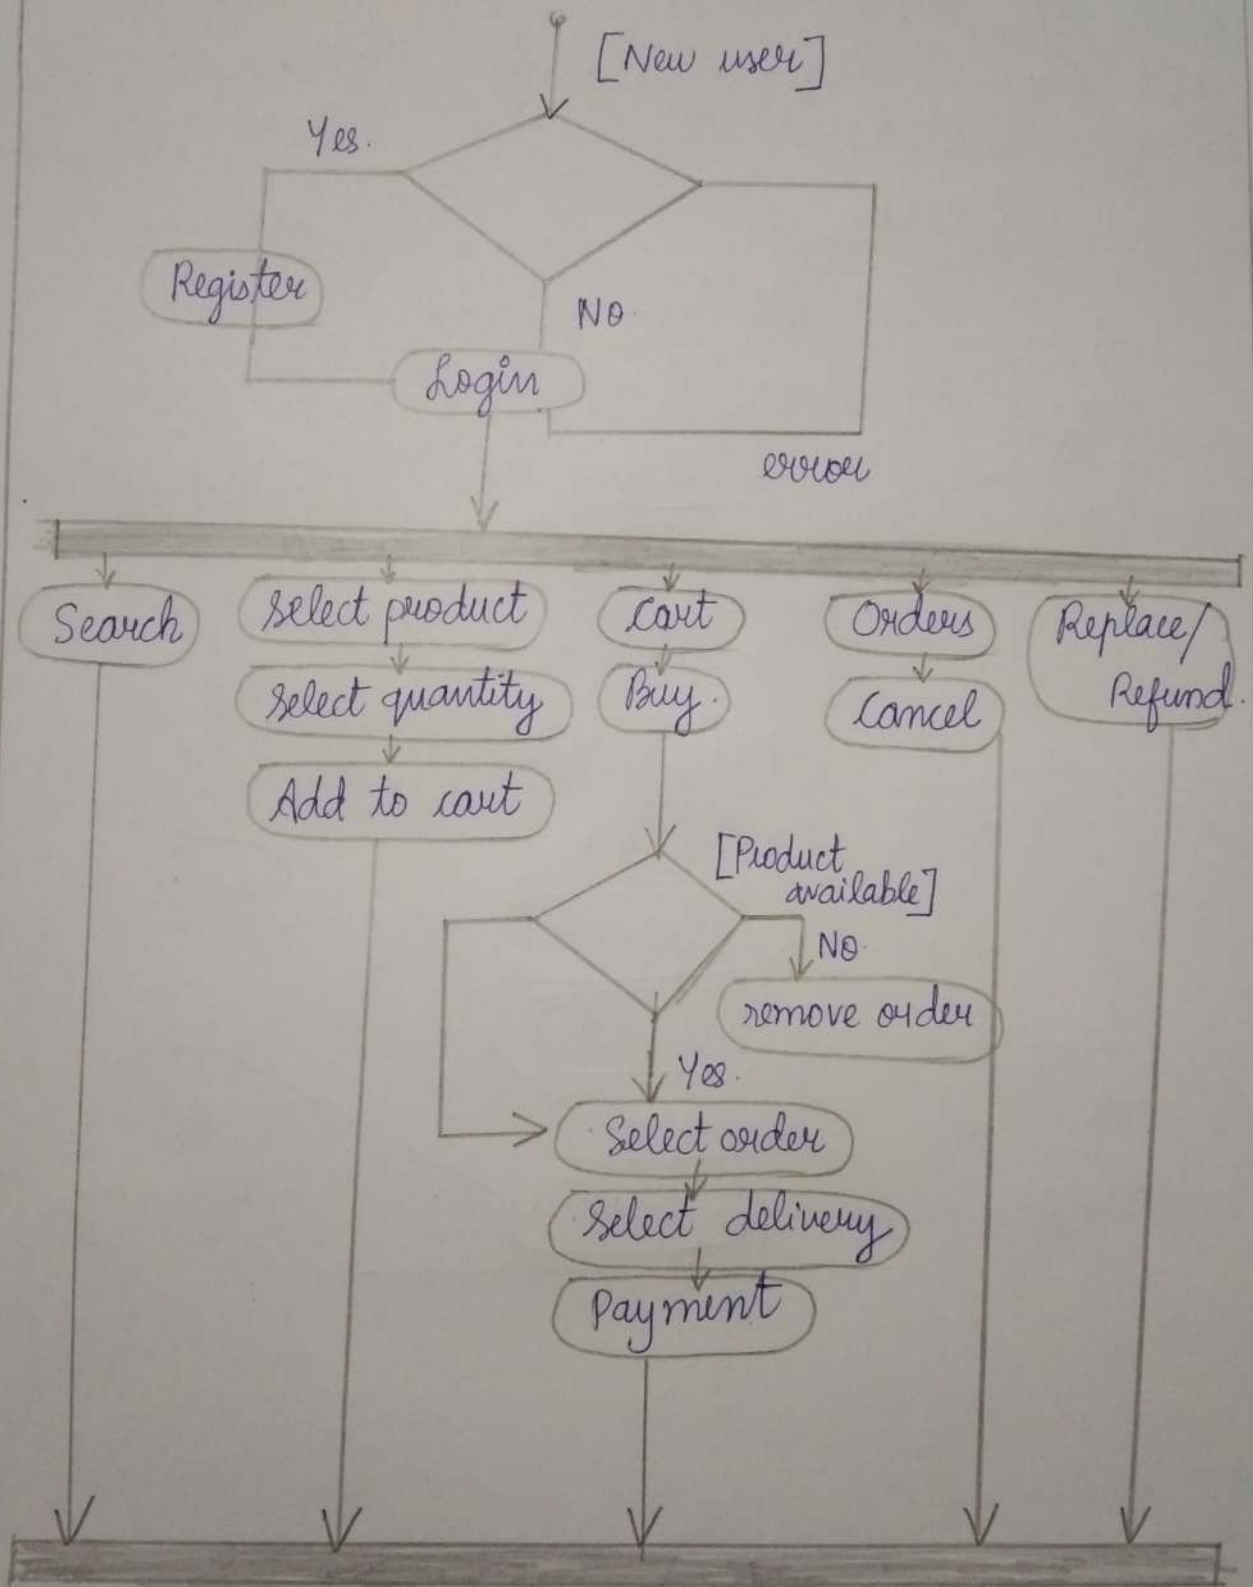 [New user]
Yes.
Register
No.
Login
error
Search
Select product
Cart
Orders
Replace/
Refund.
Select quantity
Buy.
Cancel
Add to cart
[Product
available]
No.
remove order
Yes.
Select order
Select delivery
Payment